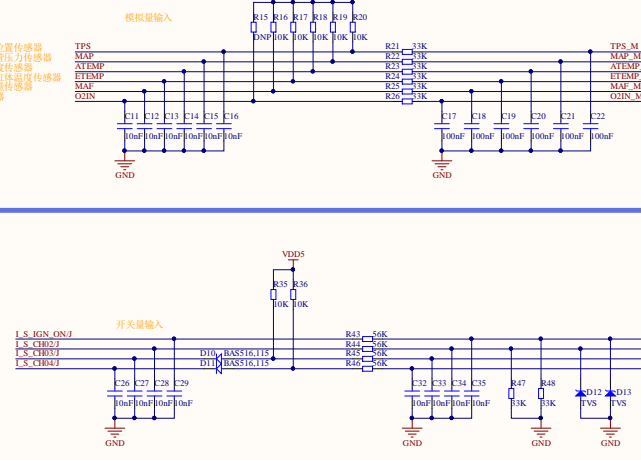 模拟量输入
R15 R16 R17 R18 R19 R20
DNP 10K 10K 10K 10K 10K
位置传感器 TPS R21 33K TPS_M
管压力传感器 MAP R22 33K MAP_M
传感器 ATEMP R23 33K ATEMP_
缸体温度传感器 ETEMP R24 33K ETEMP_
传感器 MAF R25 33K MAF_M
器 O2IN R26 33K O2IN_M
C11 C12 C13 C14 C15 C16 C17 C18 C19 C20 C21 C22
10nF 10nF 10nF 10nF 10nF 10nF 100nF 100nF 100nF 100nF 100nF 100nF
GND GND
VDD5
R35 R36
10K 10K
开关量输入
I_S_IGN_ON/J R43 56K
I_S_CH02/J R44 56K
I_S_CH03/J D10 BAS516,115 R45 56K
I_S_CH04/J D11 BAS516,115 R46 56K
C26 C27 C28 C29 C32 C33 C34 C35 R47 R48 D12 D13
10nF 10nF 10nF 10nF 10nF 10nF 10nF 10nF 33K 33K TVS TVS
GND GND GND GND